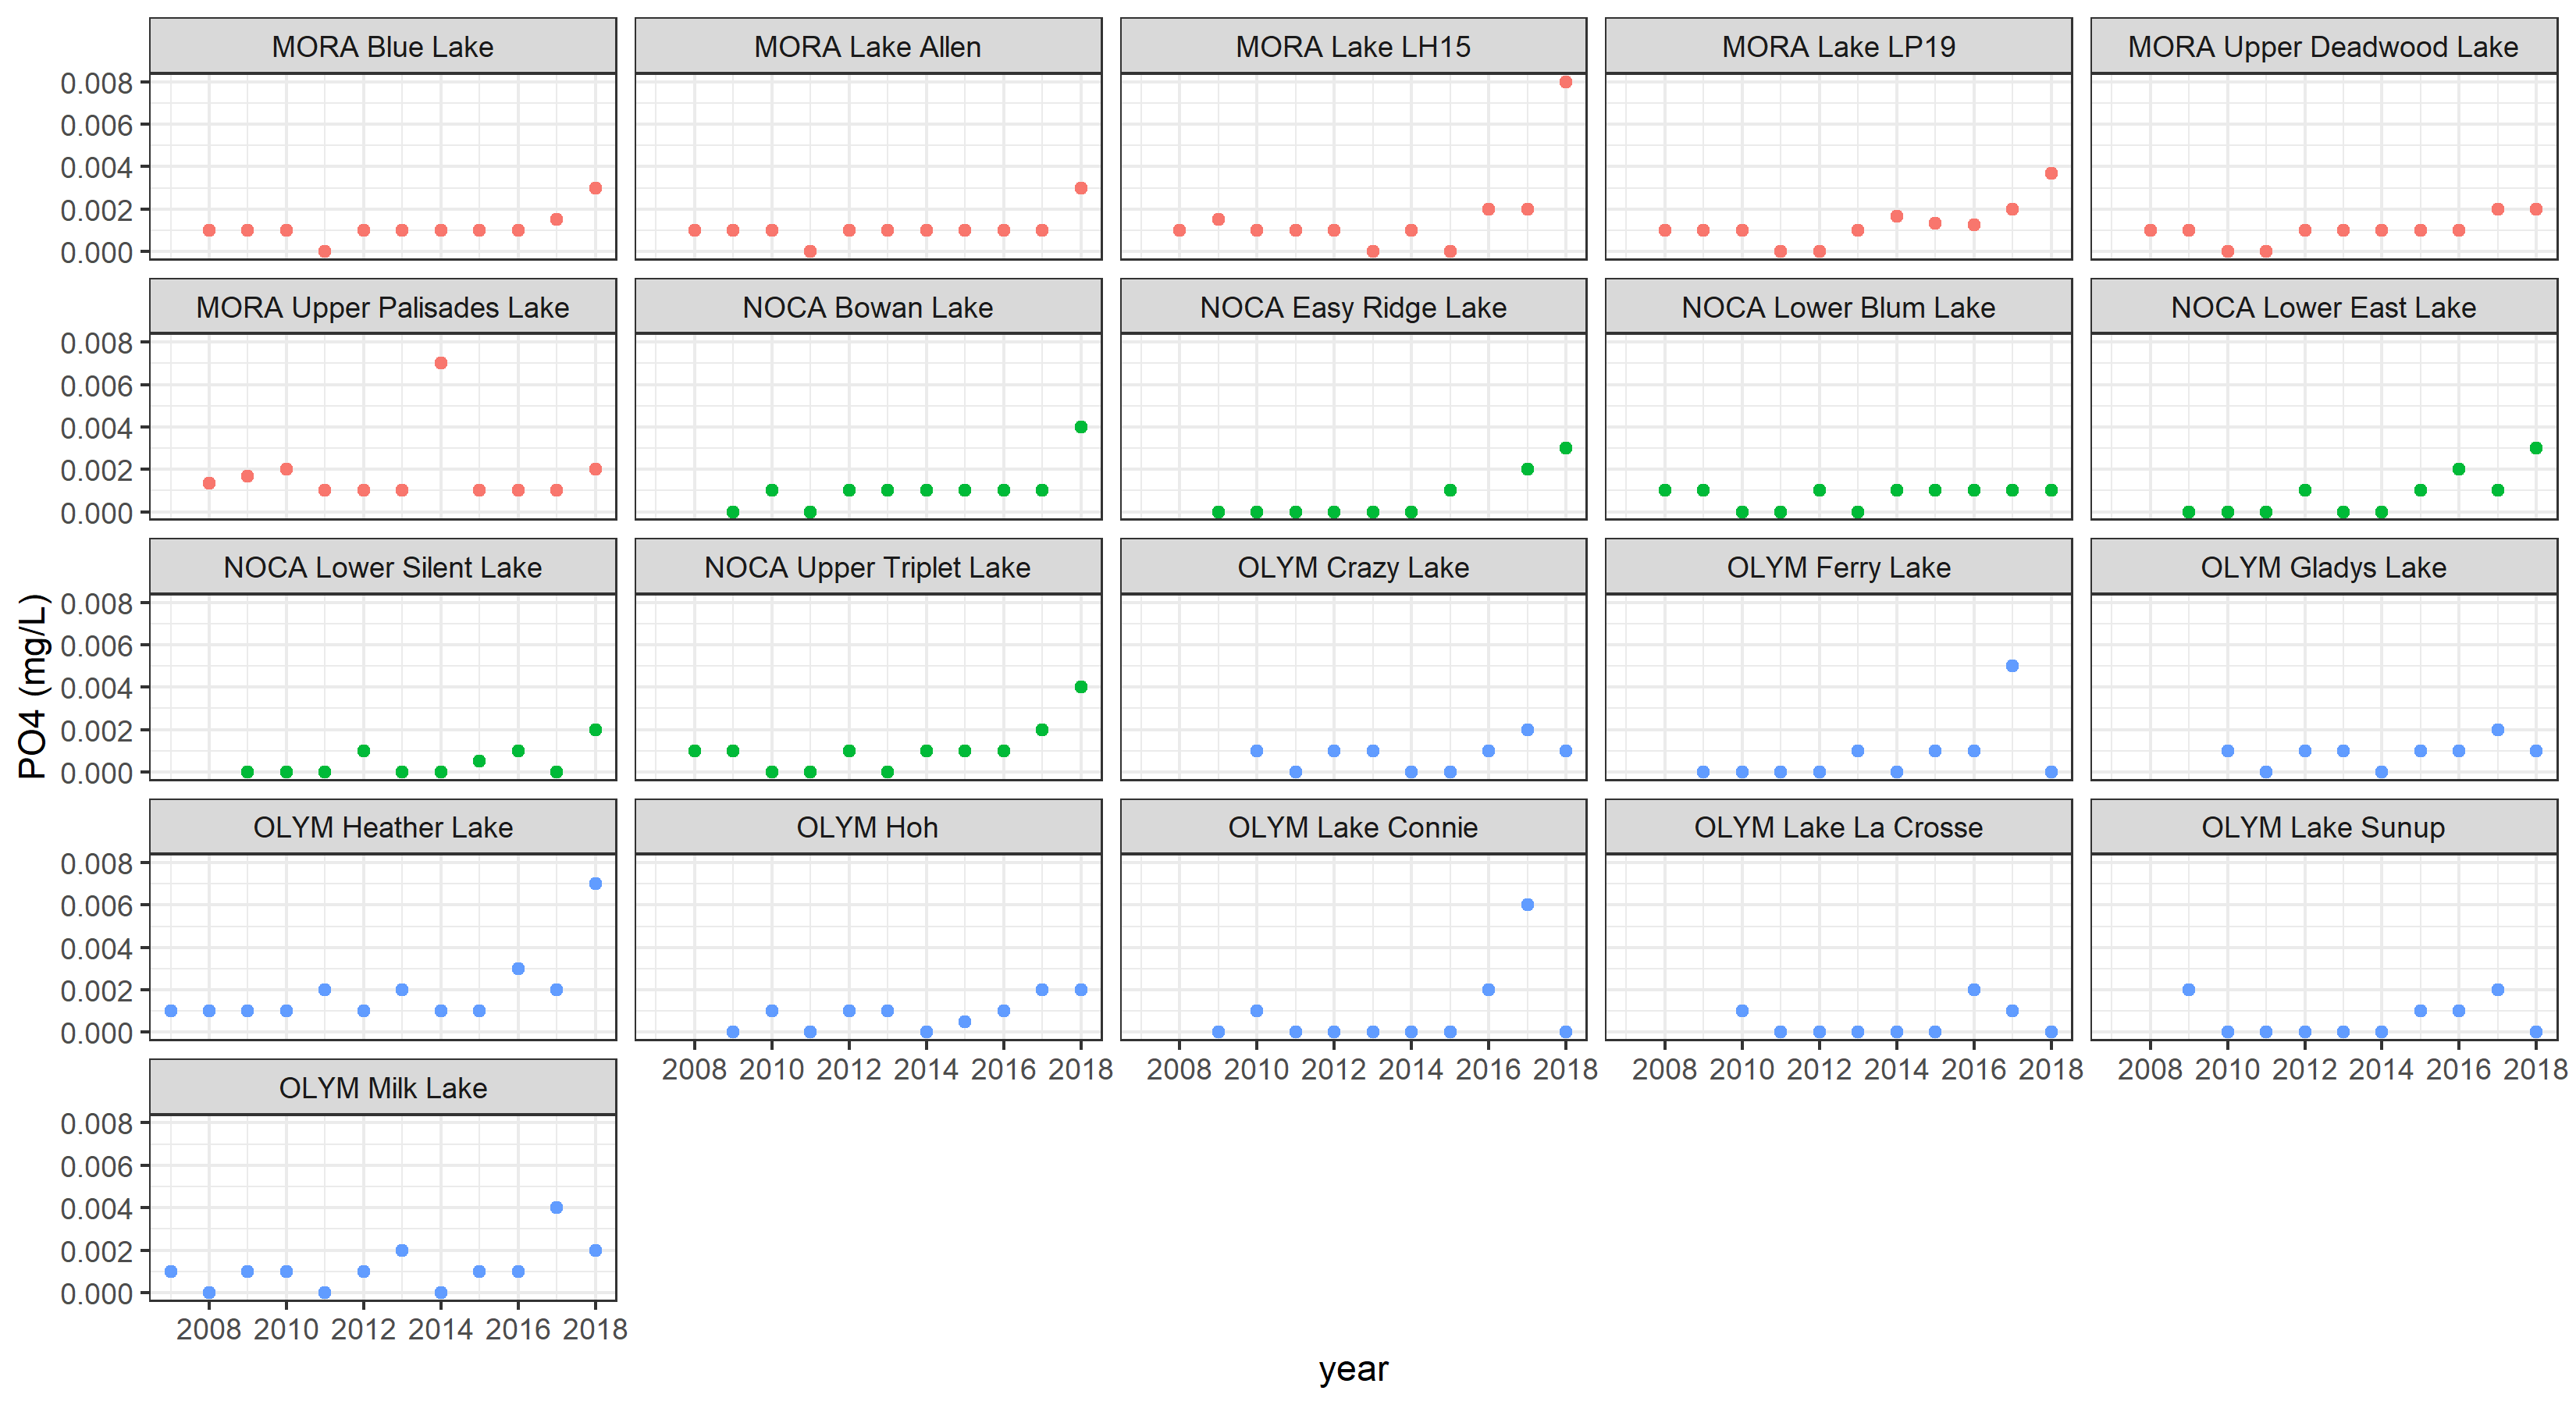 MORA Blue Lake
MORA Lake Allen
MORA Lake LH15
MORA Lake LP19
MORA Upper Deadwood Lake
0.008
0.006
0.004
0.002
0.000
MORA Upper Palisades Lake
NOCA Bowan Lake
NOCA Easy Ridge Lake
NOCA Lower Blum Lake
NOCA Lower East Lake
0.008
0.006
0.004
0.002
0.000
NOCA Lower Silent Lake
NOCA Upper Triplet Lake
OLYM Crazy Lake
OLYM Ferry Lake
OLYM Gladys Lake
PO4 (mg/L)
0.008
0.006
0.004
0.002
0.000
OLYM Heather Lake
OLYM Hoh
OLYM Lake Connie
OLYM Lake La Crosse
OLYM Lake Sunup
0.008
0.006
0.004
0.002
0.000
2008 2010 2012 2014 2016 2018
2008 2010 2012 2014 2016 2018
2008 2010 2012 2014 2016 2018
2008 2010 2012 2014 2016 2018
OLYM Milk Lake
0.008
0.006
0.004
0.002
0.000
2008 2010 2012 2014 2016 2018
year